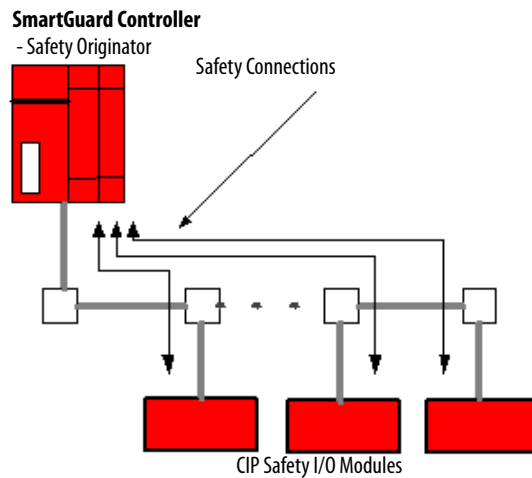 SmartGuard Controller
- Safety Originator
Safety Connections
CIP Safety I/O Modules